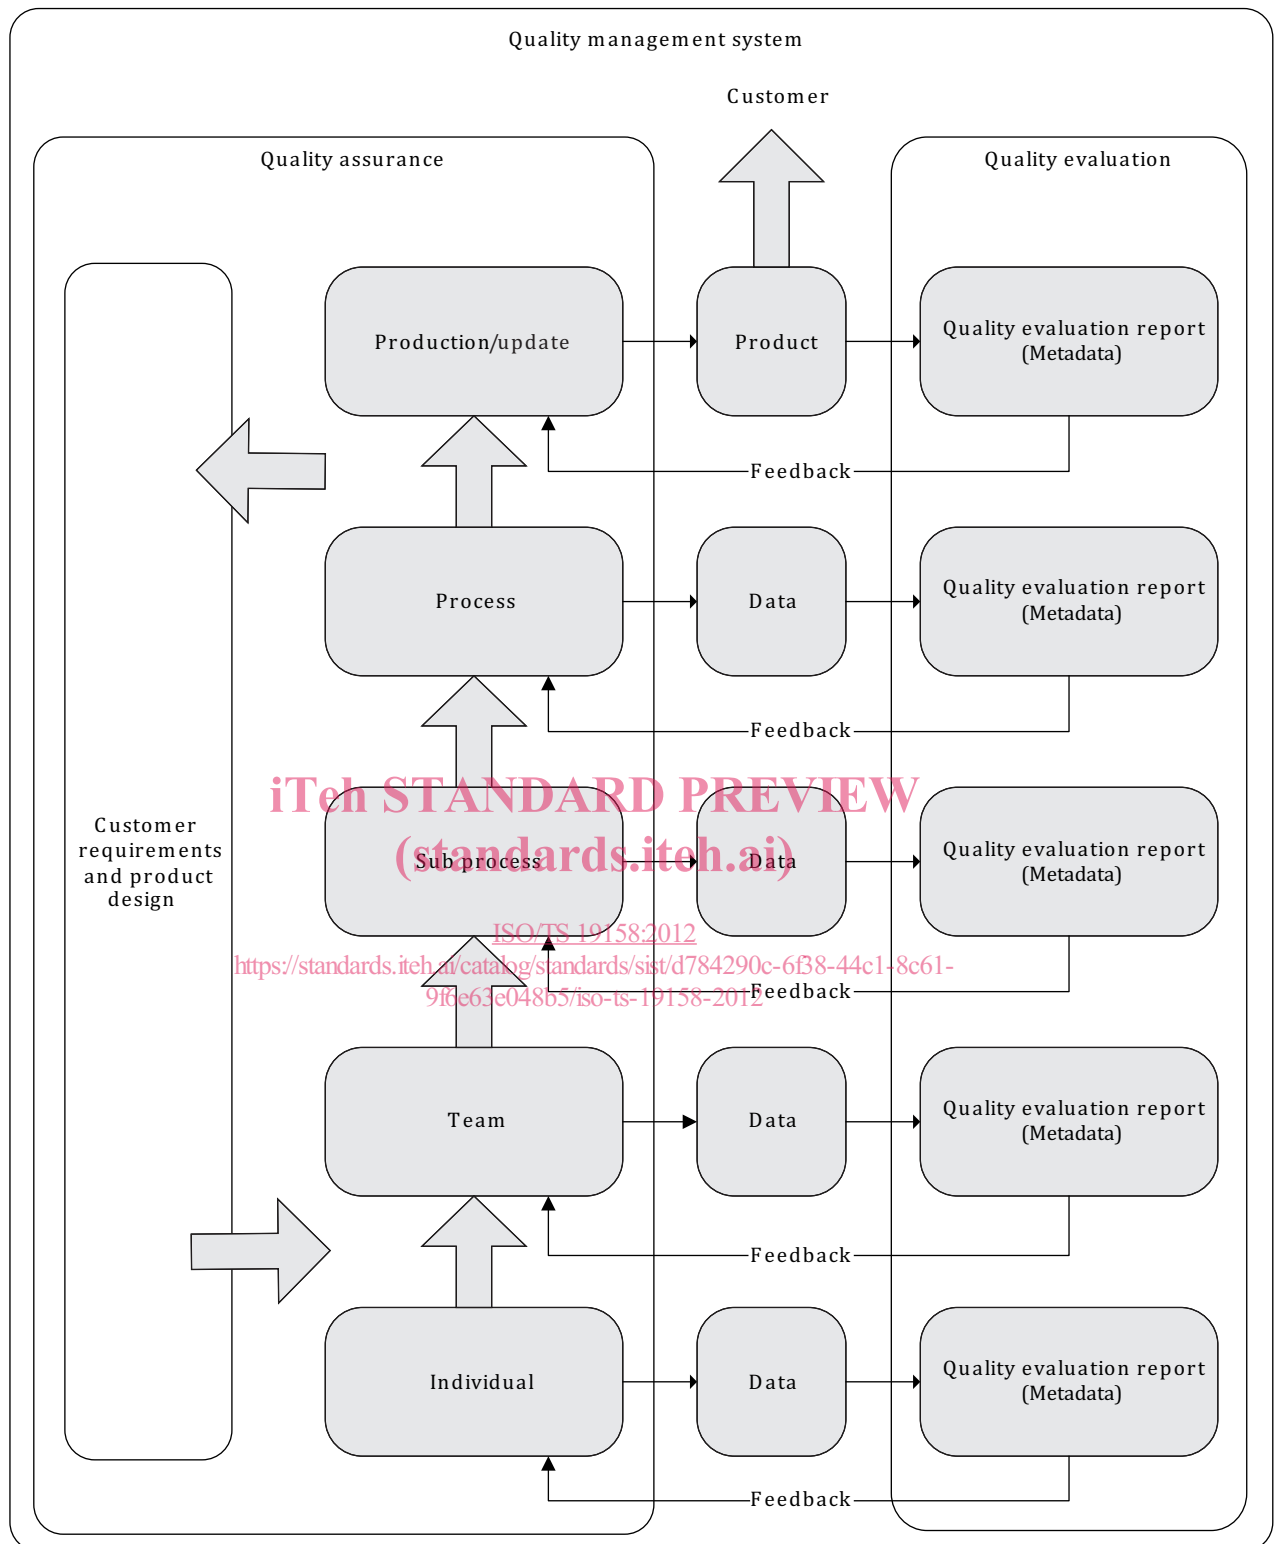 Quality management system
Customer
Quality assurance
Quality evaluation
Production/update
Product
Quality evaluation report
(Metadata)
Feedback
Process
Data
Quality evaluation report
(Metadata)
Feedback
iTeh STANDARD PREVIEW
(standards.iteh.ai)
Customer
requirements
and product
design
Sub process
Data
Quality evaluation report
(Metadata)
ISO/TS 19158:2012
https://standards.iteh.ai/catalog/standards/sist/d784290c-6f38-44c1-8c61-
9f6e63e048b5/iso-ts-19158-2012
Feedback
Team
Data
Quality evaluation report
(Metadata)
Feedback
Individual
Data
Quality evaluation report
(Metadata)
Feedback